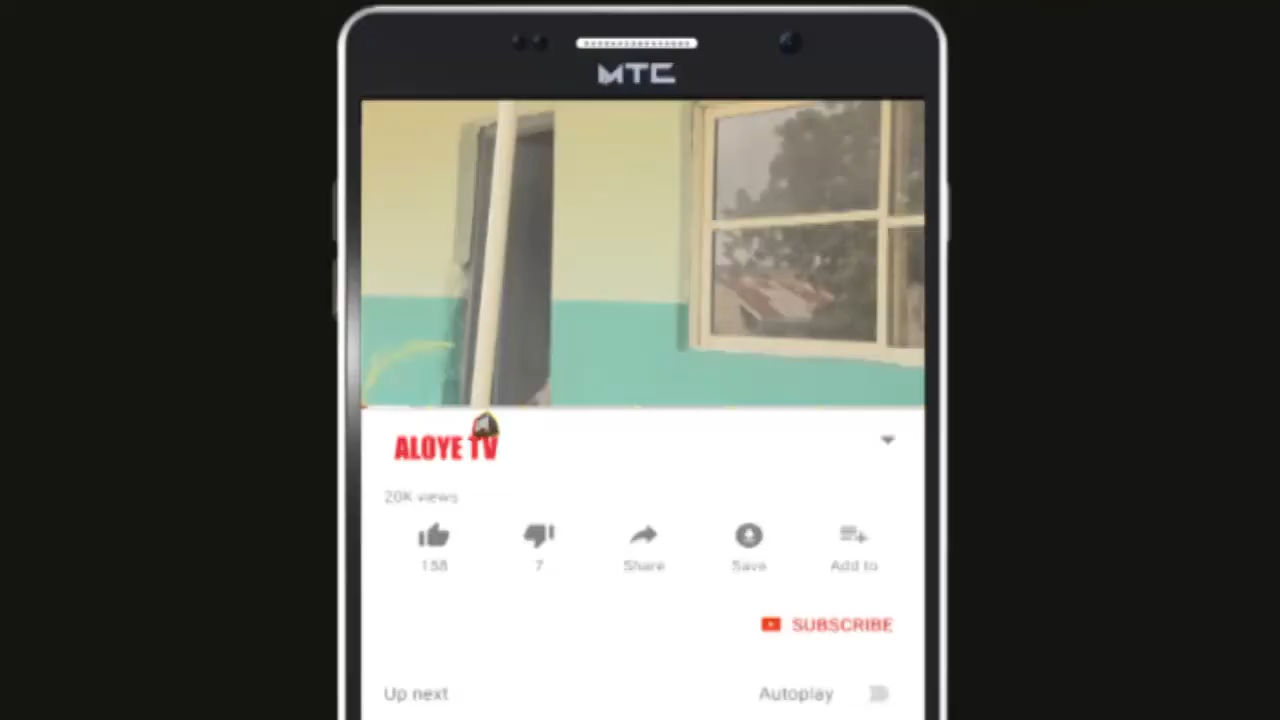 MTC
ALOYE TV
20K views
158 7 Share Save Add to
SUBSCRIBE
Up next Autoplay